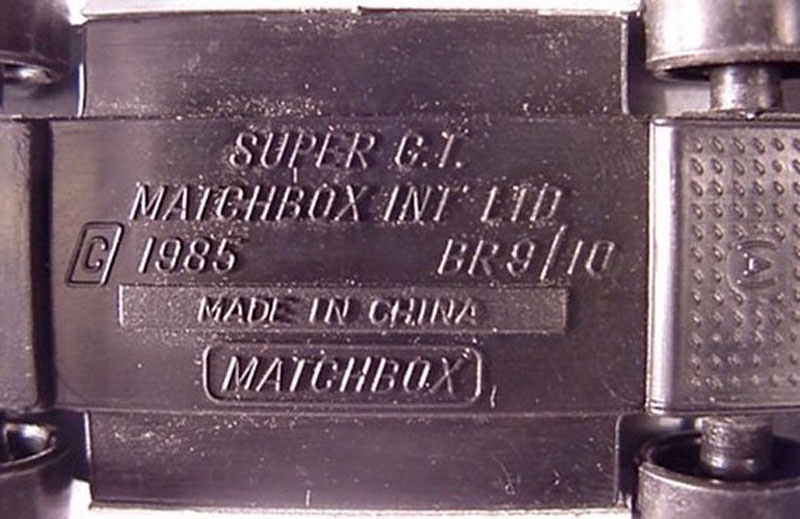 SUPER G.T.
MATCHBOX INT' LTD
C 1985 BR9/10
MADE IN CHINA
MATCHBOX
(A)